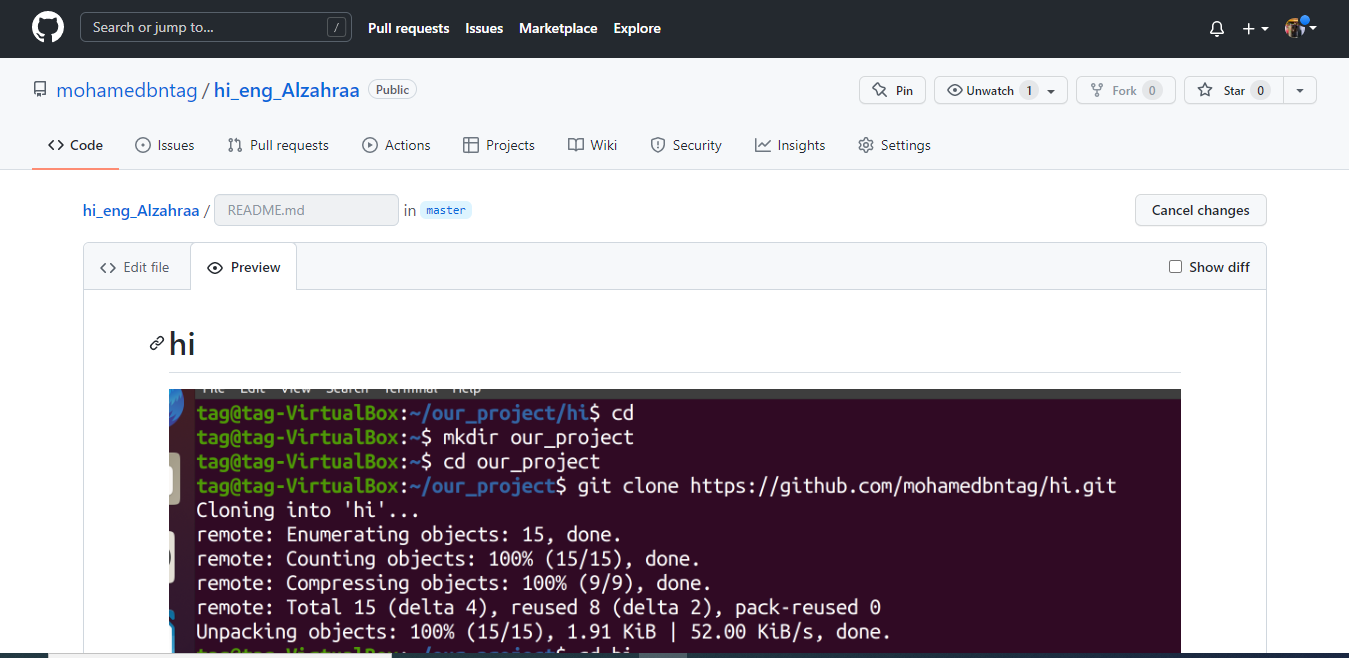 Search or jump to... /
Pull requests Issues Marketplace Explore
mohamedbntag / hi_eng_Alzahraa Public
Pin Unwatch 1 Fork 0 Star 0
Code Issues Pull requests Actions Projects Wiki Security Insights Settings
hi_eng_Alzahraa / README.md in master Cancel changes
Edit file Preview Show diff
hi
File Edit View Search Terminal Help
tag@tag-VirtualBox:~/our_project/hi$ cd
tag@tag-VirtualBox:~$ mkdir our_project
tag@tag-VirtualBox:~$ cd our_project
tag@tag-VirtualBox:~/our_project$ git clone https://github.com/mohamedbntag/hi.git
Cloning into 'hi'...
remote: Enumerating objects: 15, done.
remote: Counting objects: 100% (15/15), done.
remote: Compressing objects: 100% (9/9), done.
remote: Total 15 (delta 4), reused 8 (delta 2), pack-reused 0
Unpacking objects: 100% (15/15), 1.91 KiB | 52.00 KiB/s, done.
tag@tag-VirtualBox:~/our_project$ cd hi